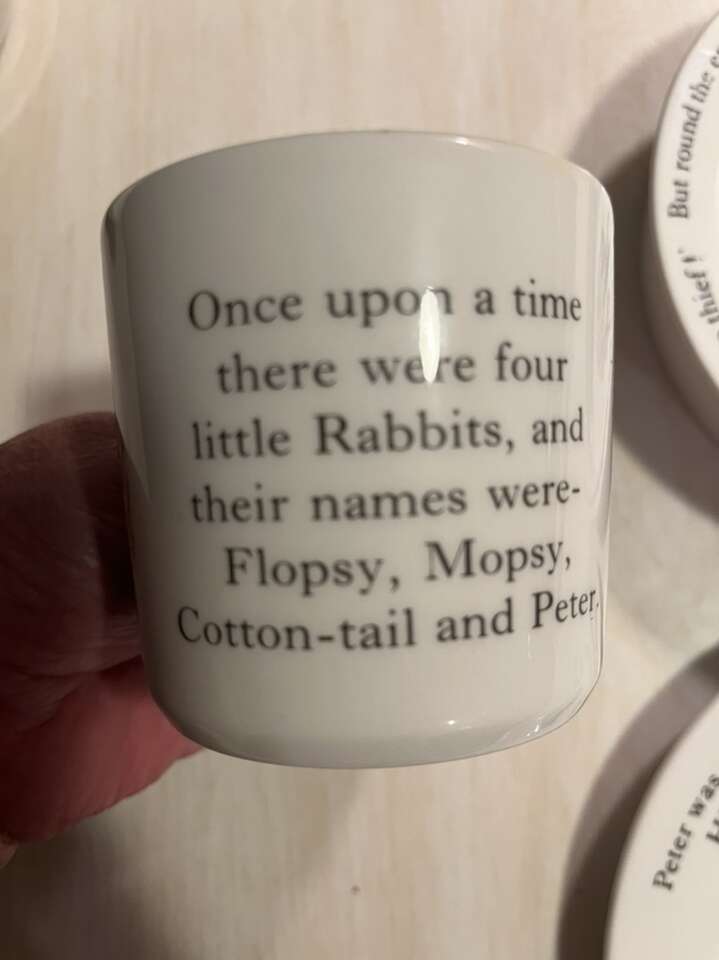 Once upon a time
there were four
little Rabbits, and
their names were-
Flopsy, Mopsy,
Cotton-tail and Peter.
But round the
thief!'
Peter was